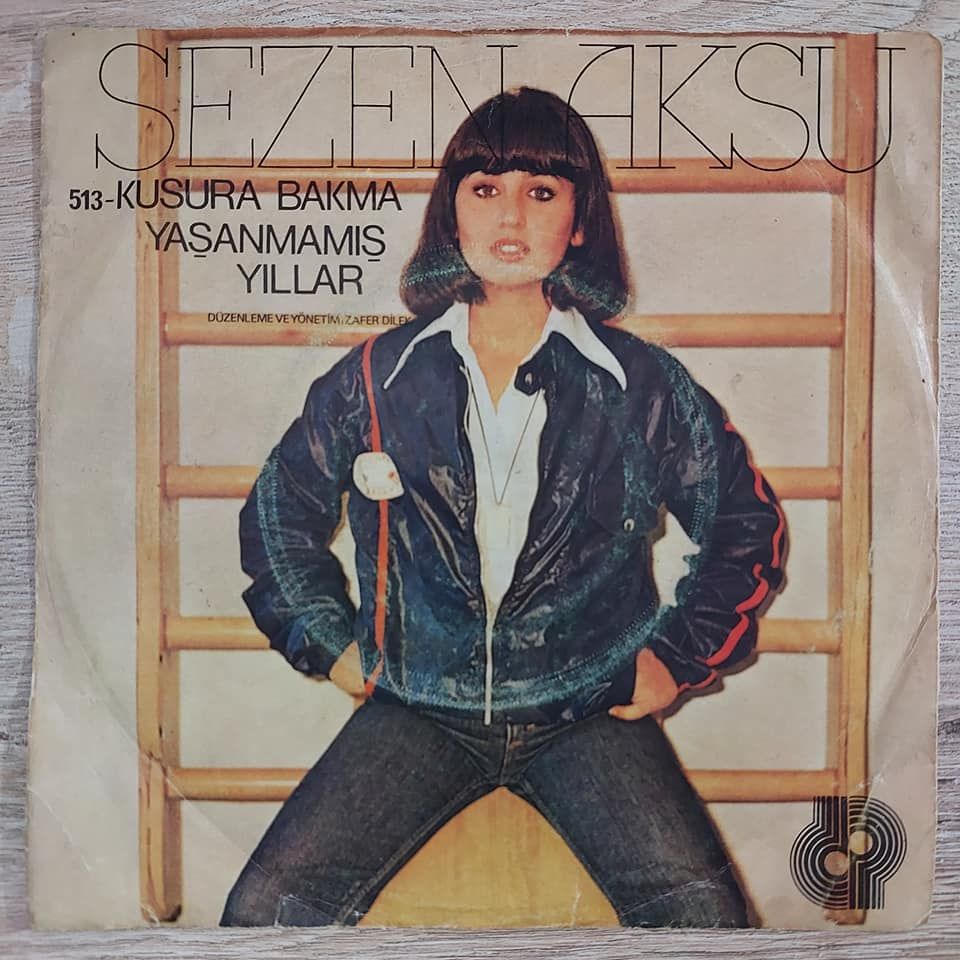 SEZEN AKSU
513-KUSURA BAKMA
YAŞANMAMIŞ
YILLAR
DÜZENLEME VE YÖNETİM: ZAFER DİLEK